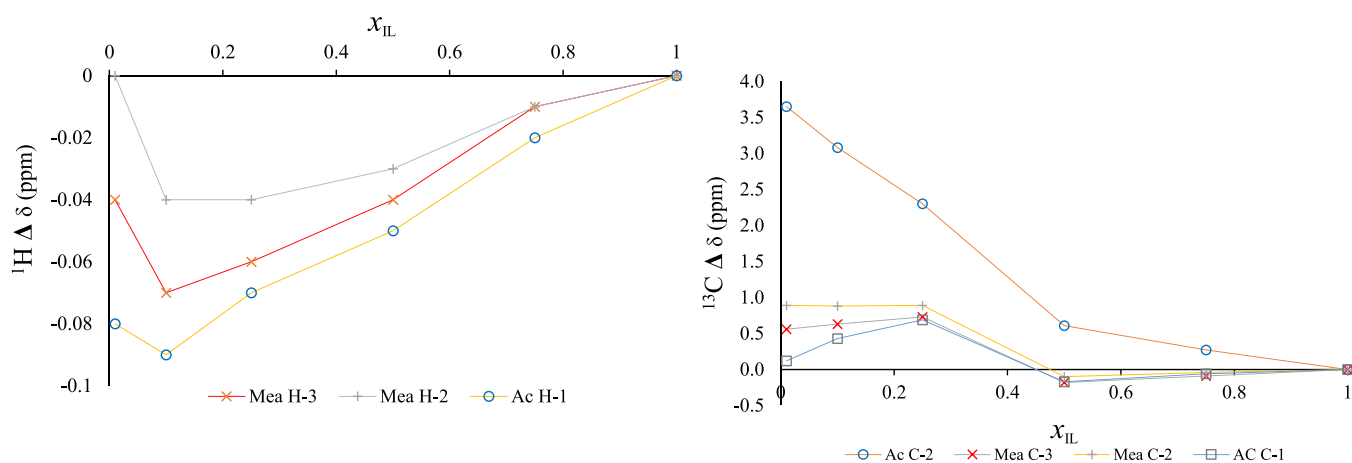 x_IL
0 0.2 0.4 0.6 0.8 1
0
-0.02
-0.04
-0.06
-0.08
-0.1
¹H Δ δ (ppm)
Mea H-3 Mea H-2 Ac H-1
4.0
3.5
3.0
2.5
2.0
1.5
1.0
0.5
0.0
-0.5
¹³C Δ δ (ppm)
0 0.2 0.4 0.6 0.8 1
x_IL
Ac C-2 Mea C-3 Mea C-2 AC C-1